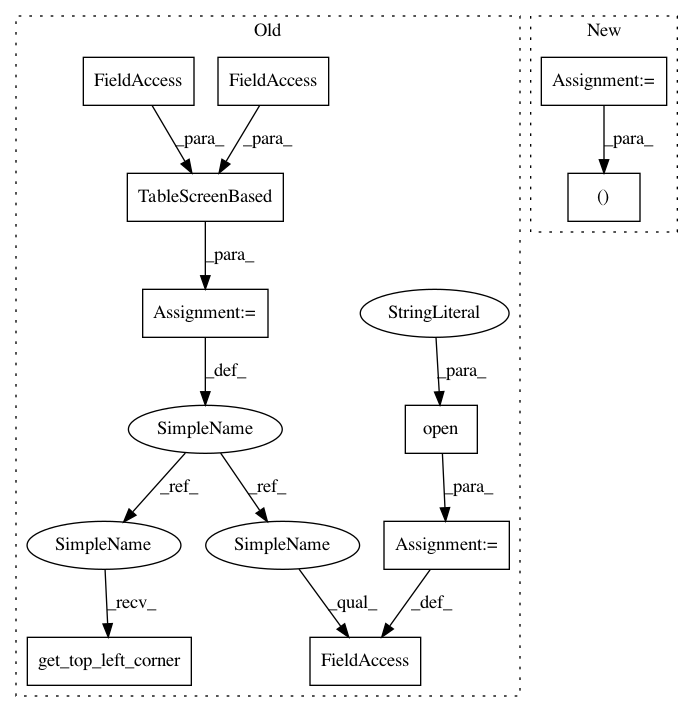 Old
New
FieldAccess
FieldAccess
Assignment:=
_para_
_para_
_para_
TableScreenBased
()
_para_
Assignment:=
StringLiteral
_def_
_para_
SimpleName
open
_ref_
_ref_
_para_
SimpleName
SimpleName
Assignment:=
_recv_
_qual_
_def_
get_top_left_corner
FieldAccess